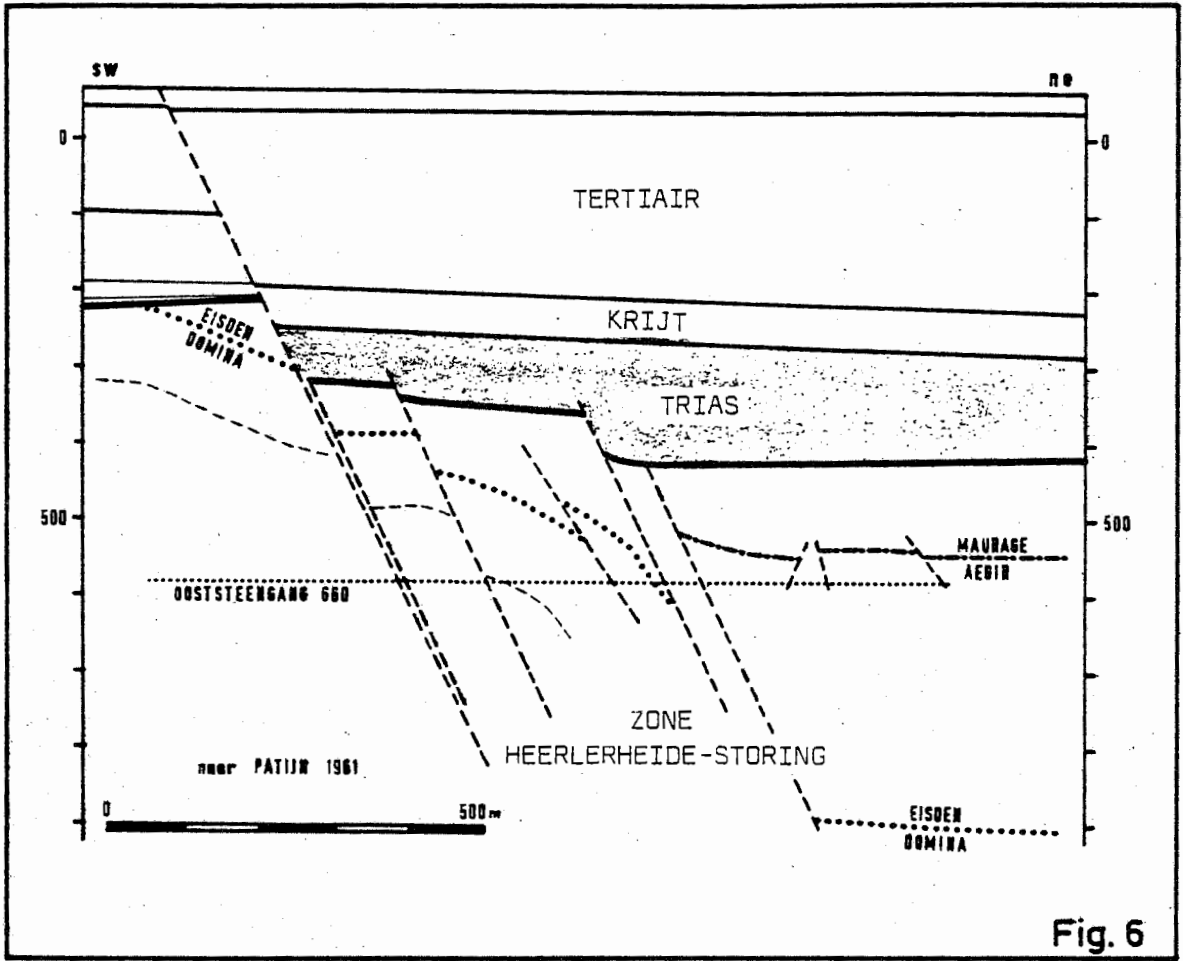 sw
ne
0
0
TERTIAIR
KRIJT
EISDEN
DOMINA
TRIAS
500
500
MAURAGE
AEGIR
OOSTSTEENGANG 660
ZONE
HEERLERHEIDE-STORING
naar PATIJN 1961
0
500 m
EISDEN
DOMINA
Fig. 6